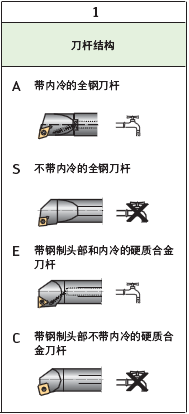 1
刀杆结构
A 带内冷的全钢刀杆
S 不带内冷的全钢刀杆
E 带钢制头部和内冷的硬质合金
刀杆
C 带钢制头部不带内冷的硬质合
金刀杆